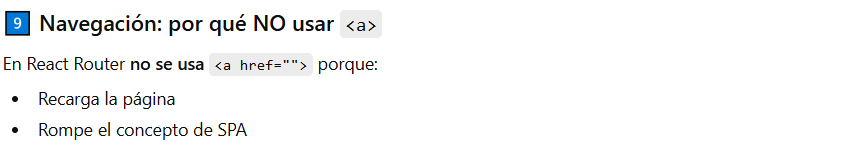 9 Navegación: por qué NO usar <a>
En React Router no se usa <a href=""> porque:
• Recarga la página
• Rompe el concepto de SPA